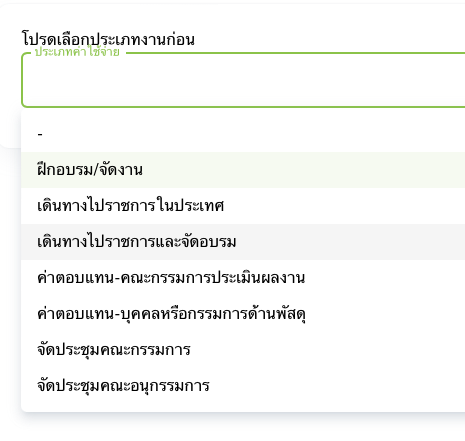 โปรดเลือกประเภทงานก่อน
ประเภทค่าใช้จ่าย
-
ฝึกอบรม/จัดงาน
เดินทางไปราชการในประเทศ
เดินทางไปราชการและจัดอบรม
ค่าตอบแทน-คณะกรรมการประเมินผลงาน
ค่าตอบแทน-บุคคลหรือกรรมการด้านพัสดุ
จัดประชุมคณะกรรมการ
จัดประชุมคณะอนุกรรมการ